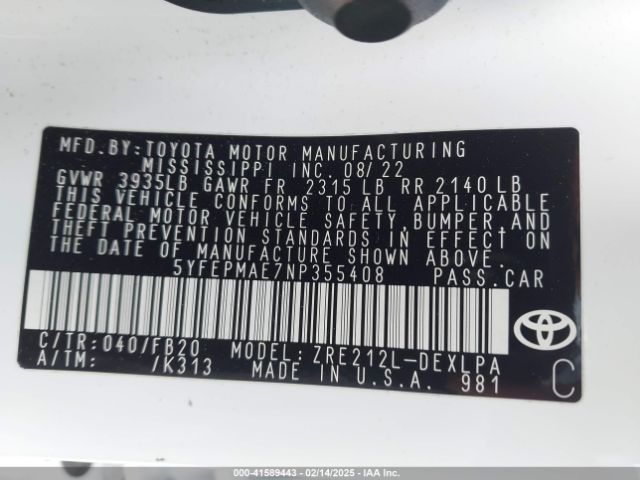 MFD.BY:TOYOTA MOTOR MANUFACTURING
MISSISSIPPI INC. 08/22
GVWR 3935LB GAWR FR 2315 LB RR 2140 LB
THIS VEHICLE CONFORMS TO ALL APPLICABLE
FEDERAL MOTOR VEHICLE SAFETY,BUMPER,AND
THEFT PREVENTION STANDARDS IN EFFECT ON
THE DATE OF MANUFACTURE SHOWN ABOVE.
5YFEPMAE7NP355408 PASS.CAR
C/TR:040/FB20 MODEL:ZRE212L-DEXLPA
A/TM: /K313 MADE IN U.S.A. 981
C
000-41589443 - 02/14/2025 - IAAI.COM